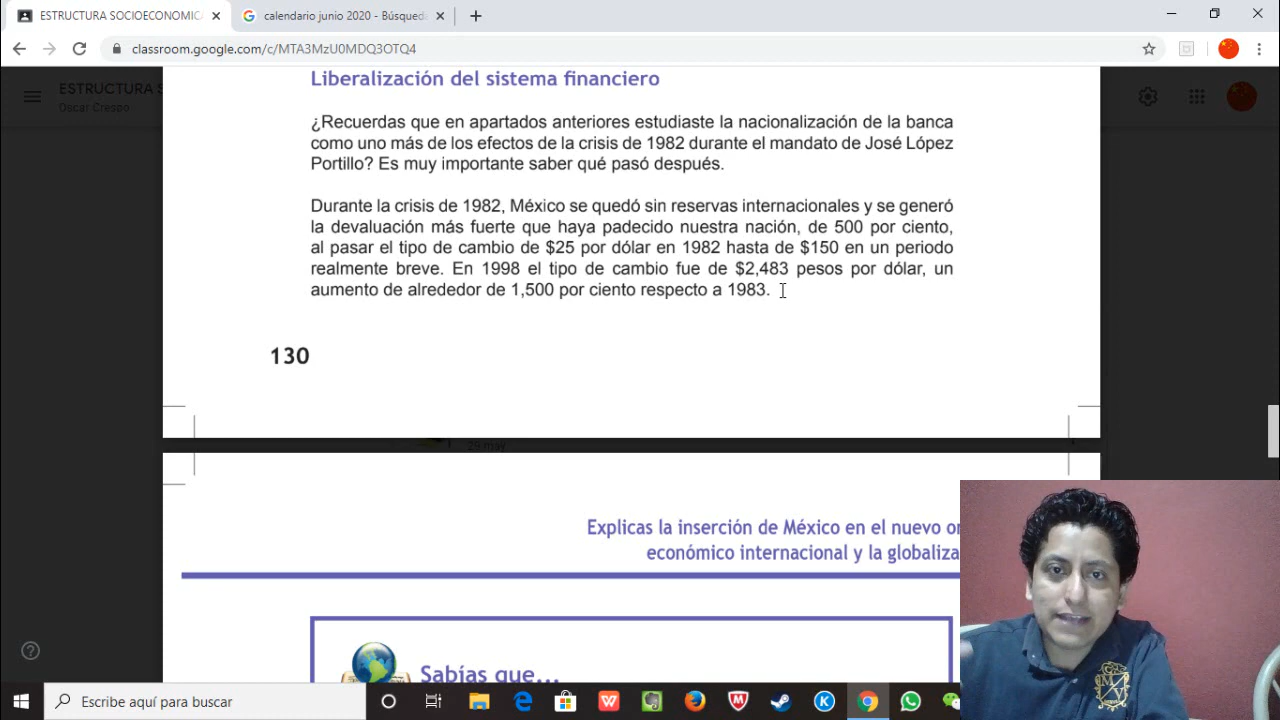 ESTRUCTURA SOCIOECONOMICA
calendario junio 2020 - Búsqueda
classroom.google.com/c/MTA3MzU0MDQ3OTQ4
ESTRUCTURA S
Oscar Crespo
Liberalización del sistema financiero
¿Recuerdas que en apartados anteriores estudiaste la nacionalización de la banca
como uno más de los efectos de la crisis de 1982 durante el mandato de José López
Portillo? Es muy importante saber qué pasó después.
Durante la crisis de 1982, México se quedó sin reservas internacionales y se generó
la devaluación más fuerte que haya padecido nuestra nación, de 500 por ciento,
al pasar el tipo de cambio de $25 por dólar en 1982 hasta de $150 en un periodo
realmente breve. En 1998 el tipo de cambio fue de $2,483 pesos por dólar, un
aumento de alrededor de 1,500 por ciento respecto a 1983.
130
29 may
Explicas la inserción de México en el nuevo or
económico internacional y la globaliza
Sabías que...
Escribe aquí para buscar